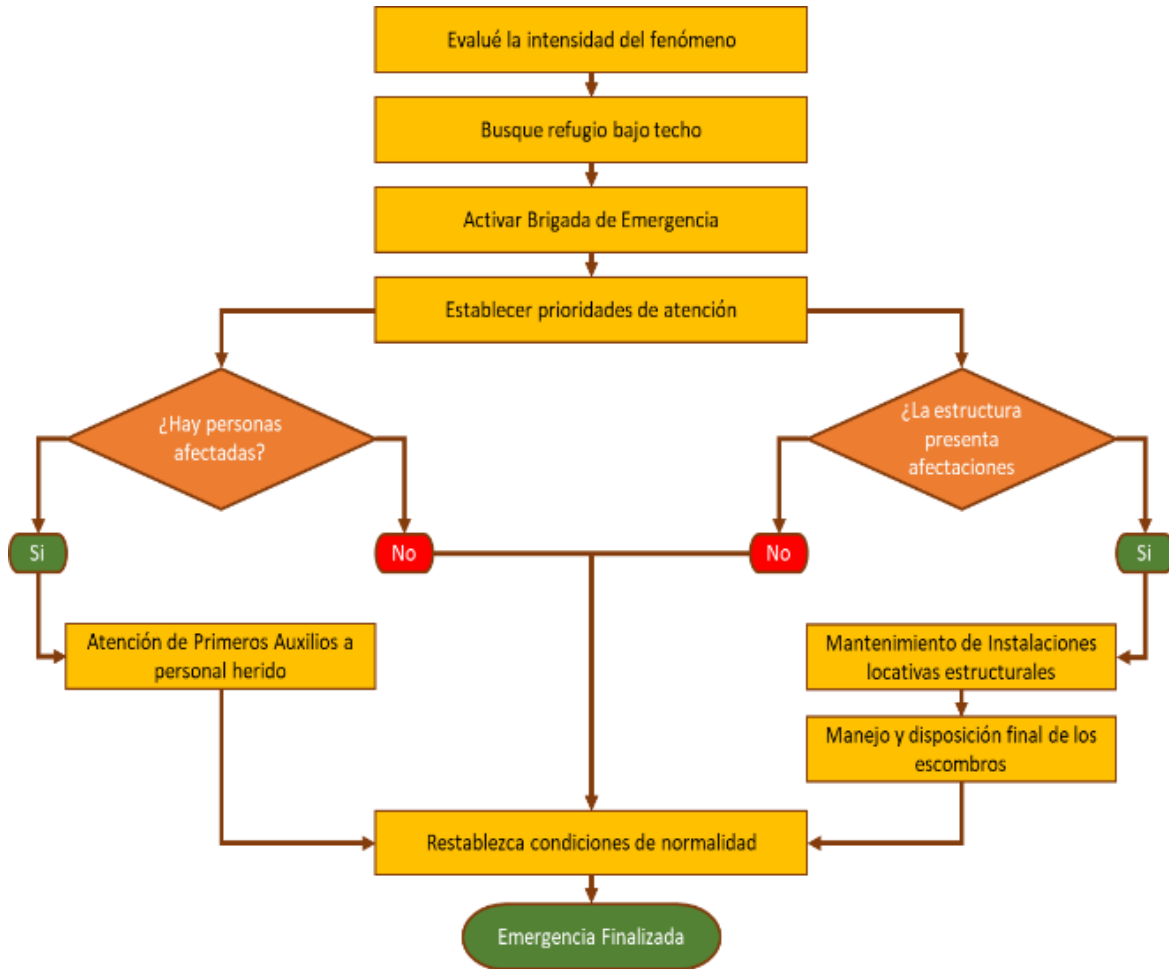 Evalué la intensidad del fenómeno
Busque refugio bajo techo
Activar Brigada de Emergencia
Establecer prioridades de atención
¿Hay personas
afectadas?
¿La estructura
presenta
afectaciones
Si
No
No
Si
Atención de Primeros Auxilios a
personal herido
Mantenimiento de Instalaciones
locativas estructurales
Manejo y disposición final de los
escombros
Restablezca condiciones de normalidad
Emergencia Finalizada